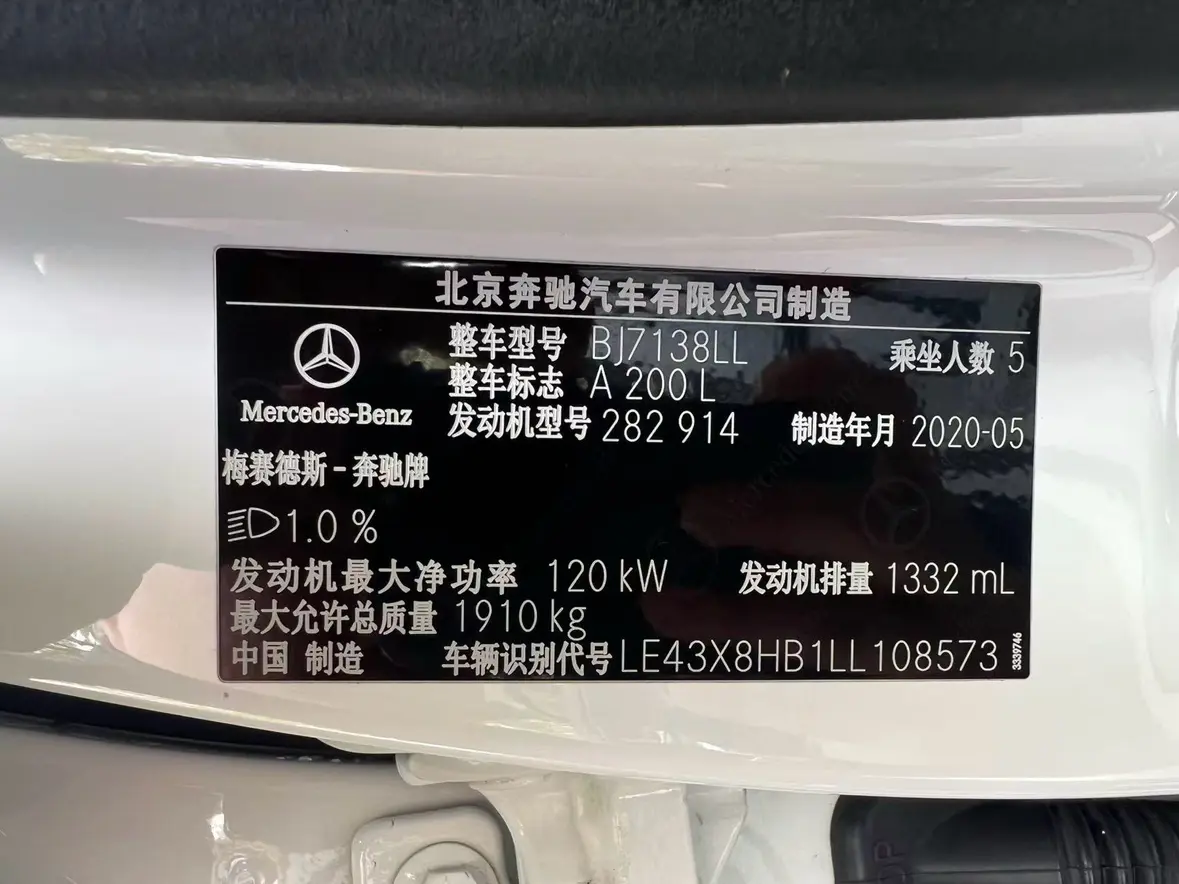 北京奔驰汽车有限公司制造
整车型号 BJ7138LL 乘坐人数 5
整车标志 A 200 L
Mercedes-Benz
发动机型号 282 914 制造年月 2020-05
梅赛德斯-奔驰牌
1.0 %
发动机最大净功率 120 kW 发动机排量 1332 mL
最大允许总质量 1910 kg
中国 制造 车辆识别代号 LE43X8HB1LL108573
3339746